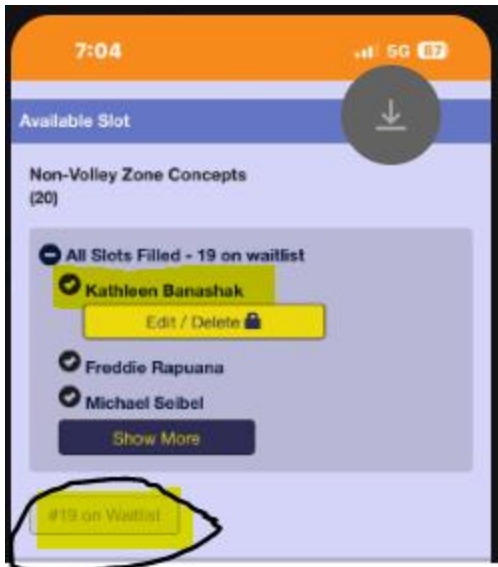 7:04 5G 67
Available Slot
Non-Volley Zone Concepts
(20)
All Slots Filled - 19 on waitlist
Kathleen Banashak
Edit / Delete
Freddie Rapuana
Michael Seibel
Show More
#19 on Waitlist